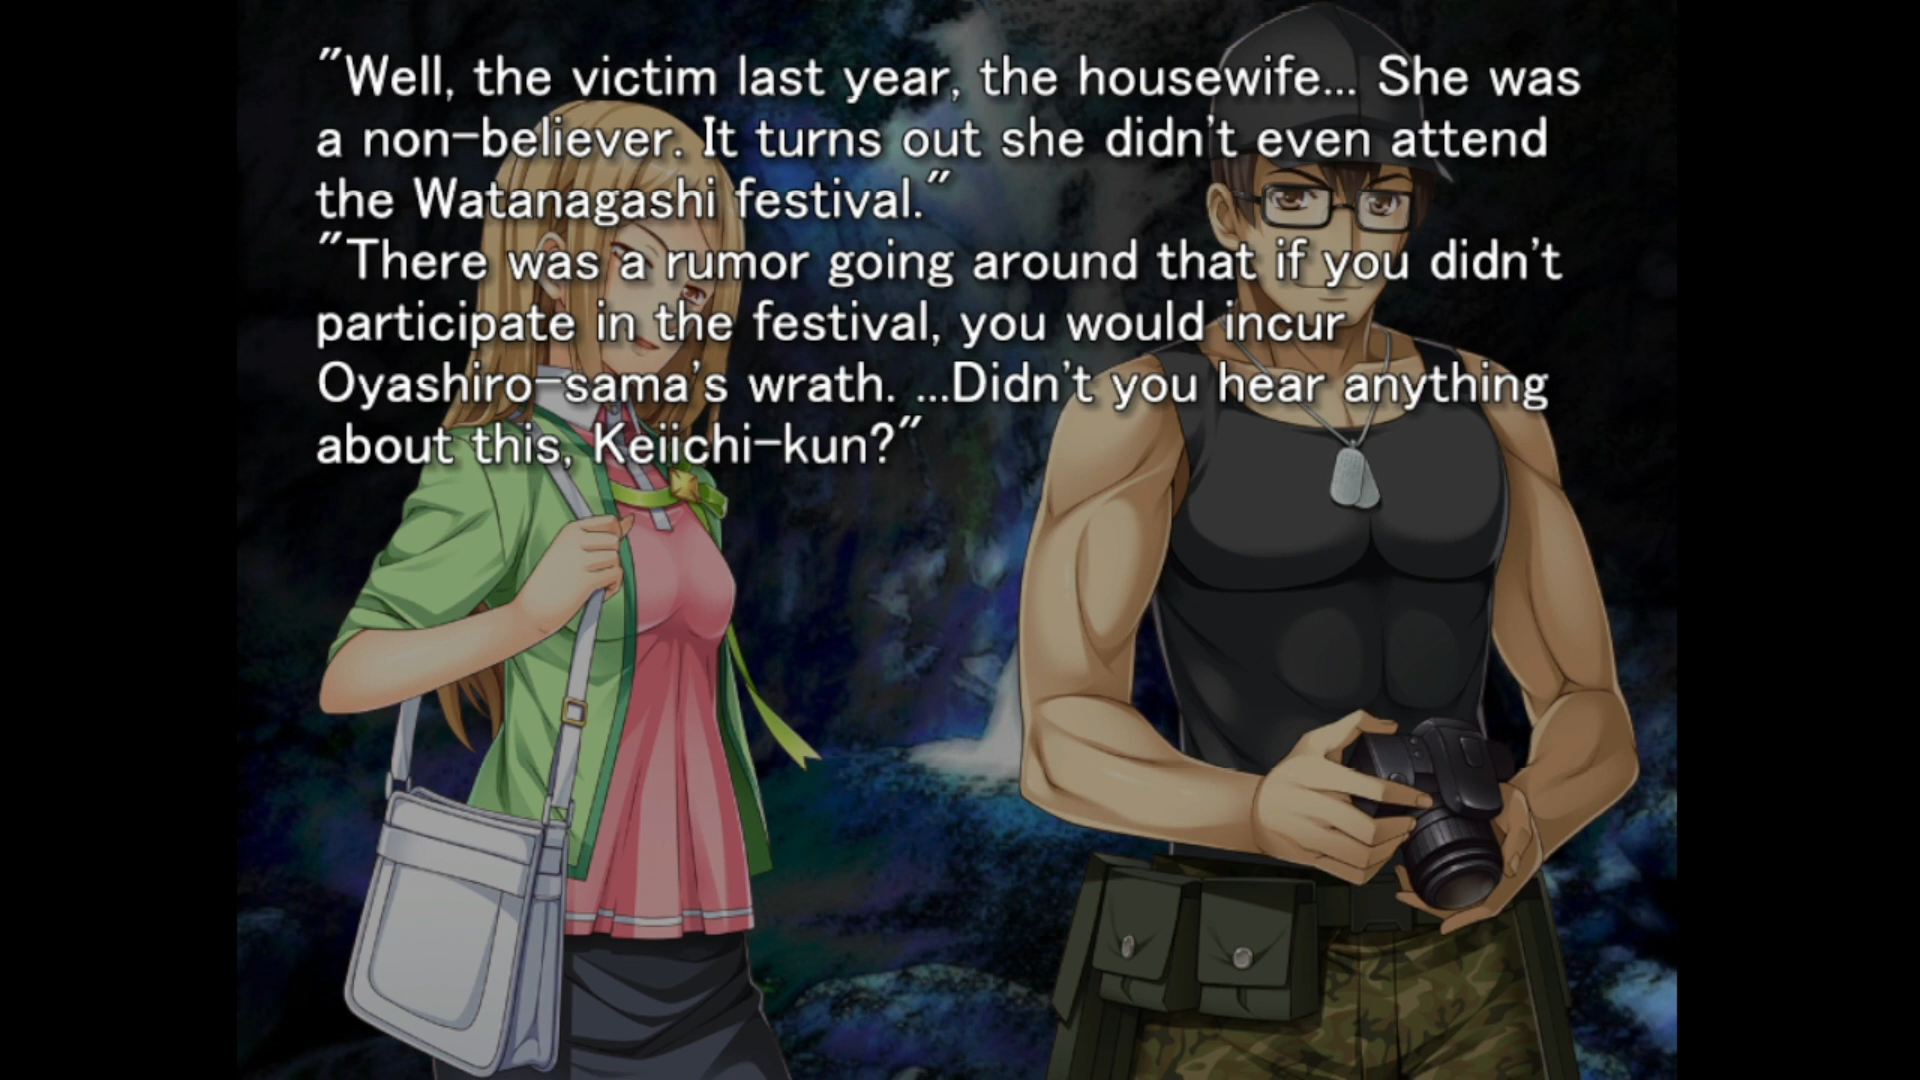 "Well, the victim last year, the housewife... She was
a non-believer. It turns out she didn't even attend
the Watanagashi festival."
"There was a rumor going around that if you didn't
participate in the festival, you would incur
Oyashiro-sama's wrath. ...Didn't you hear anything
about this, Keiichi-kun?"